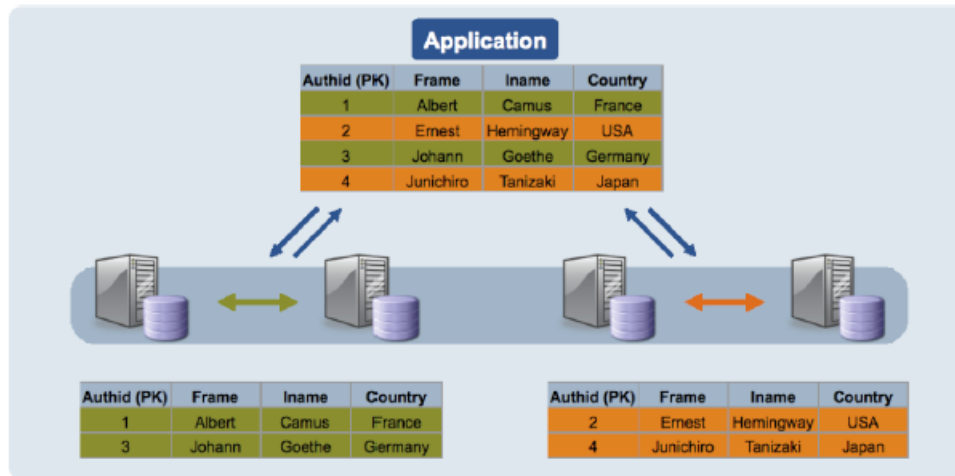 Application
Authid (PK) Frame Iname Country
1 Albert Camus France
2 Ernest Hemingway USA
3 Johann Goethe Germany
4 Junichiro Tanizaki Japan
Authid (PK) Frame Iname Country
1 Albert Camus France
3 Johann Goethe Germany
Authid (PK) Frame Iname Country
2 Ernest Hemingway USA
4 Junichiro Tanizaki Japan